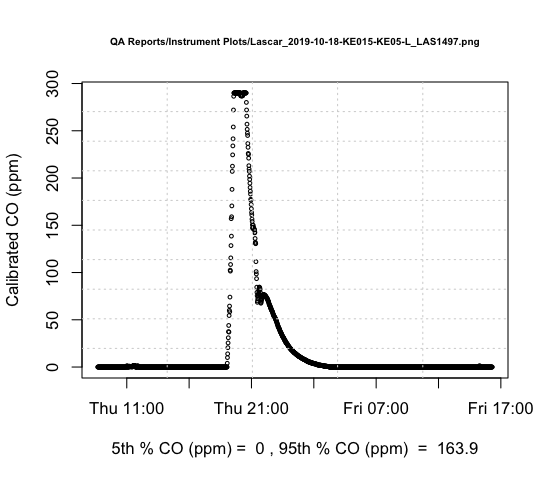 QA Reports/Instrument Plots/Lascar_2019-10-18-KE015-KE05-L_LAS1497.png
Calibrated CO (ppm)
300
250
200
150
100
50
0
Thu 11:00 Thu 21:00 Fri 07:00 Fri 17:00
5th % CO (ppm) = 0 , 95th % CO (ppm) = 163.9